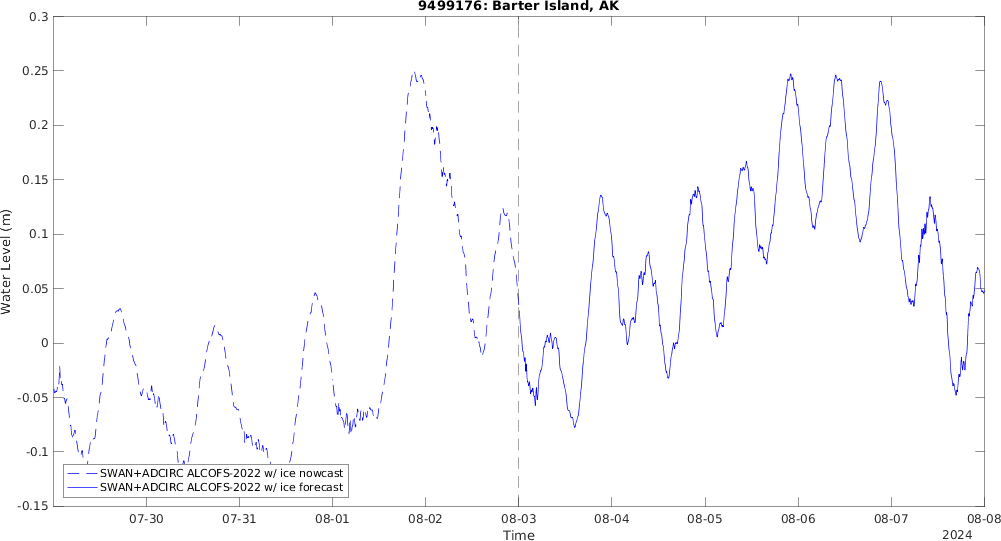 9499176: Barter Island, AK
0.3
0.25
0.2
0.15
0.1
0.05
0
-0.05
-0.1
-0.15
Water Level (m)
SWAN+ADCIRC ALCOFS-2022 w/ ice nowcast
SWAN+ADCIRC ALCOFS-2022 w/ ice forecast
07-30 07-31 08-01 08-02 08-03 08-04 08-05 08-06 08-07 08-08
Time
2024